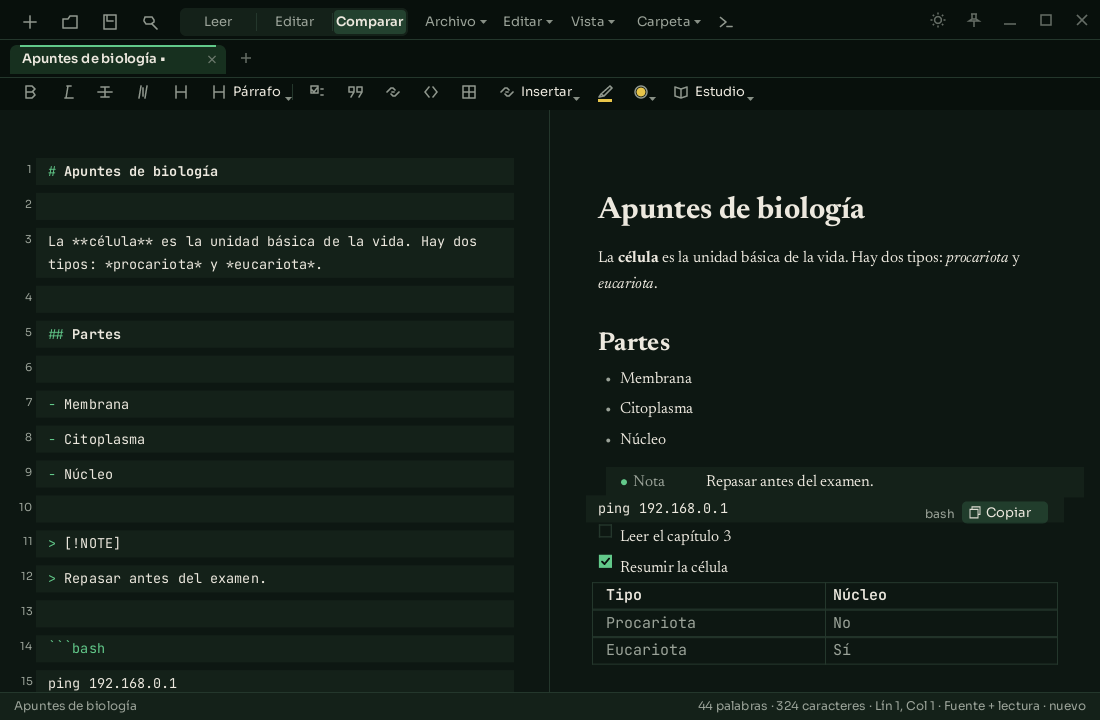 Leer Editar Comparar Archivo Editar Vista Carpeta
Apuntes de biología •
Párrafo Insertar Estudio
1 # Apuntes de biología
2
3 La **célula** es la unidad básica de la vida. Hay dos
tipos: *procariota* y *eucariota*.
4
5 ## Partes
6
7 - Membrana
8 - Citoplasma
9 - Núcleo
10
11 > [!NOTE]
12 > Repasar antes del examen.
13
14 ```bash
15 ping 192.168.0.1
Apuntes de biología
La célula es la unidad básica de la vida. Hay dos tipos: procariota y
eucariota.
Partes
• Membrana
• Citoplasma
• Núcleo
● Nota Repasar antes del examen.
ping 192.168.0.1 bash Copiar
Leer el capítulo 3
Resumir la célula
Tipo Núcleo
Procariota No
Eucariota Sí
Apuntes de biología 44 palabras · 324 caracteres · Lín 1, Col 1 · Fuente + lectura · nuevo